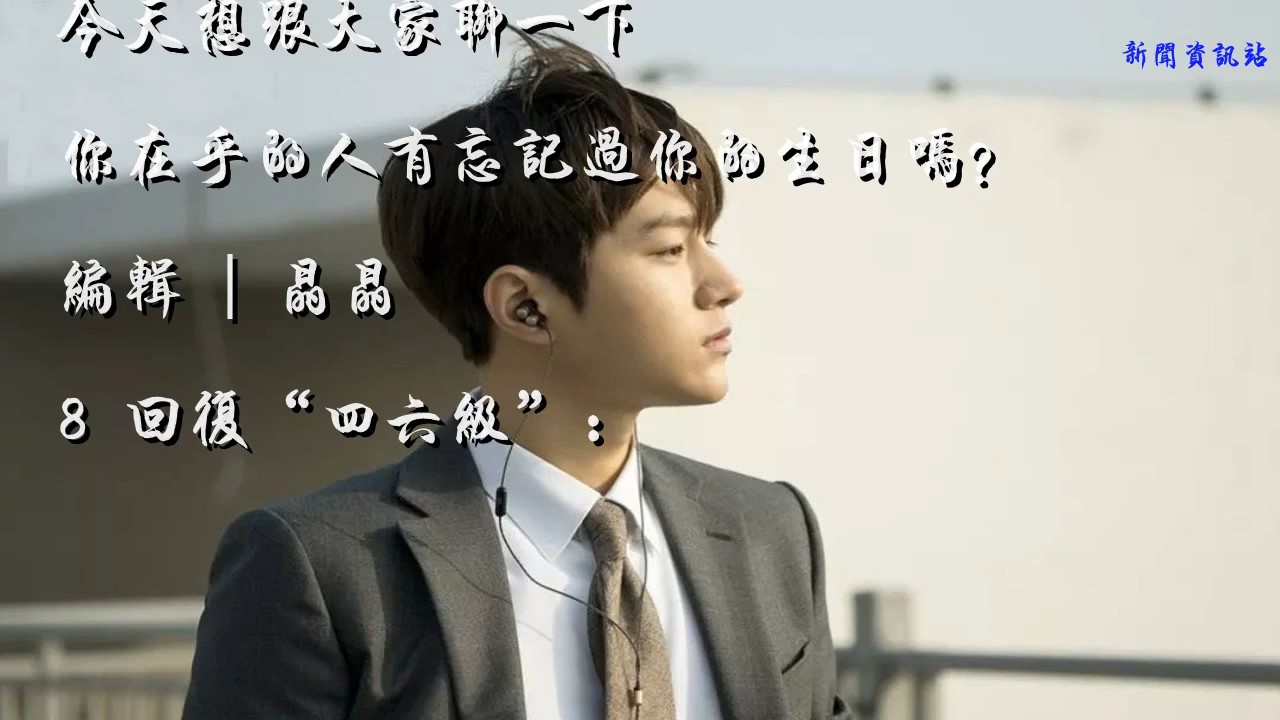 今天想跟大家聊一下
新聞資訊站
你在乎的人有忘記過你的生日嗎?
編輯 | 晶晶
8 回復“四六級”: